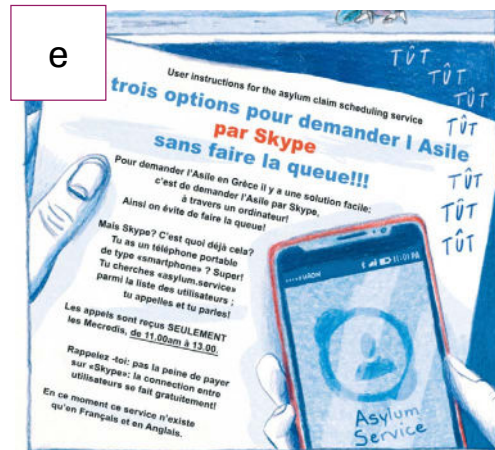 e
User instructions for the asylum claim scheduling service
trois options pour demander l Asile
par Skype
sans faire la queue!!!
Pour demander l'Asile en Grèce il y a une solution facile:
c'est de demander l'Asile par Skype,
à travers un ordinateur!
Ainsi on évite de faire la queue!
Mais Skype? C'est quoi déjà cela?
Tu as un téléphone portable
de type «smartphone» ? Super!
Tu cherches «asylum.service»
parmi la liste des utilisateurs ;
tu appelles et tu parles!
Les appels sont reçus SEULEMENT
les Mecredis, de 11.00am à 13.00.
Rappelez -toi: pas la peine de payer
sur «Skype»: la connection entre
utilisateurs se fait gratuitement!
En ce moment ce service n'existe
qu'en Français et en Anglais.
TÛT
TÛT
TÛT
TÛT
TÛT
TÛT
TÛT
11:01 PM
Asylum
Service